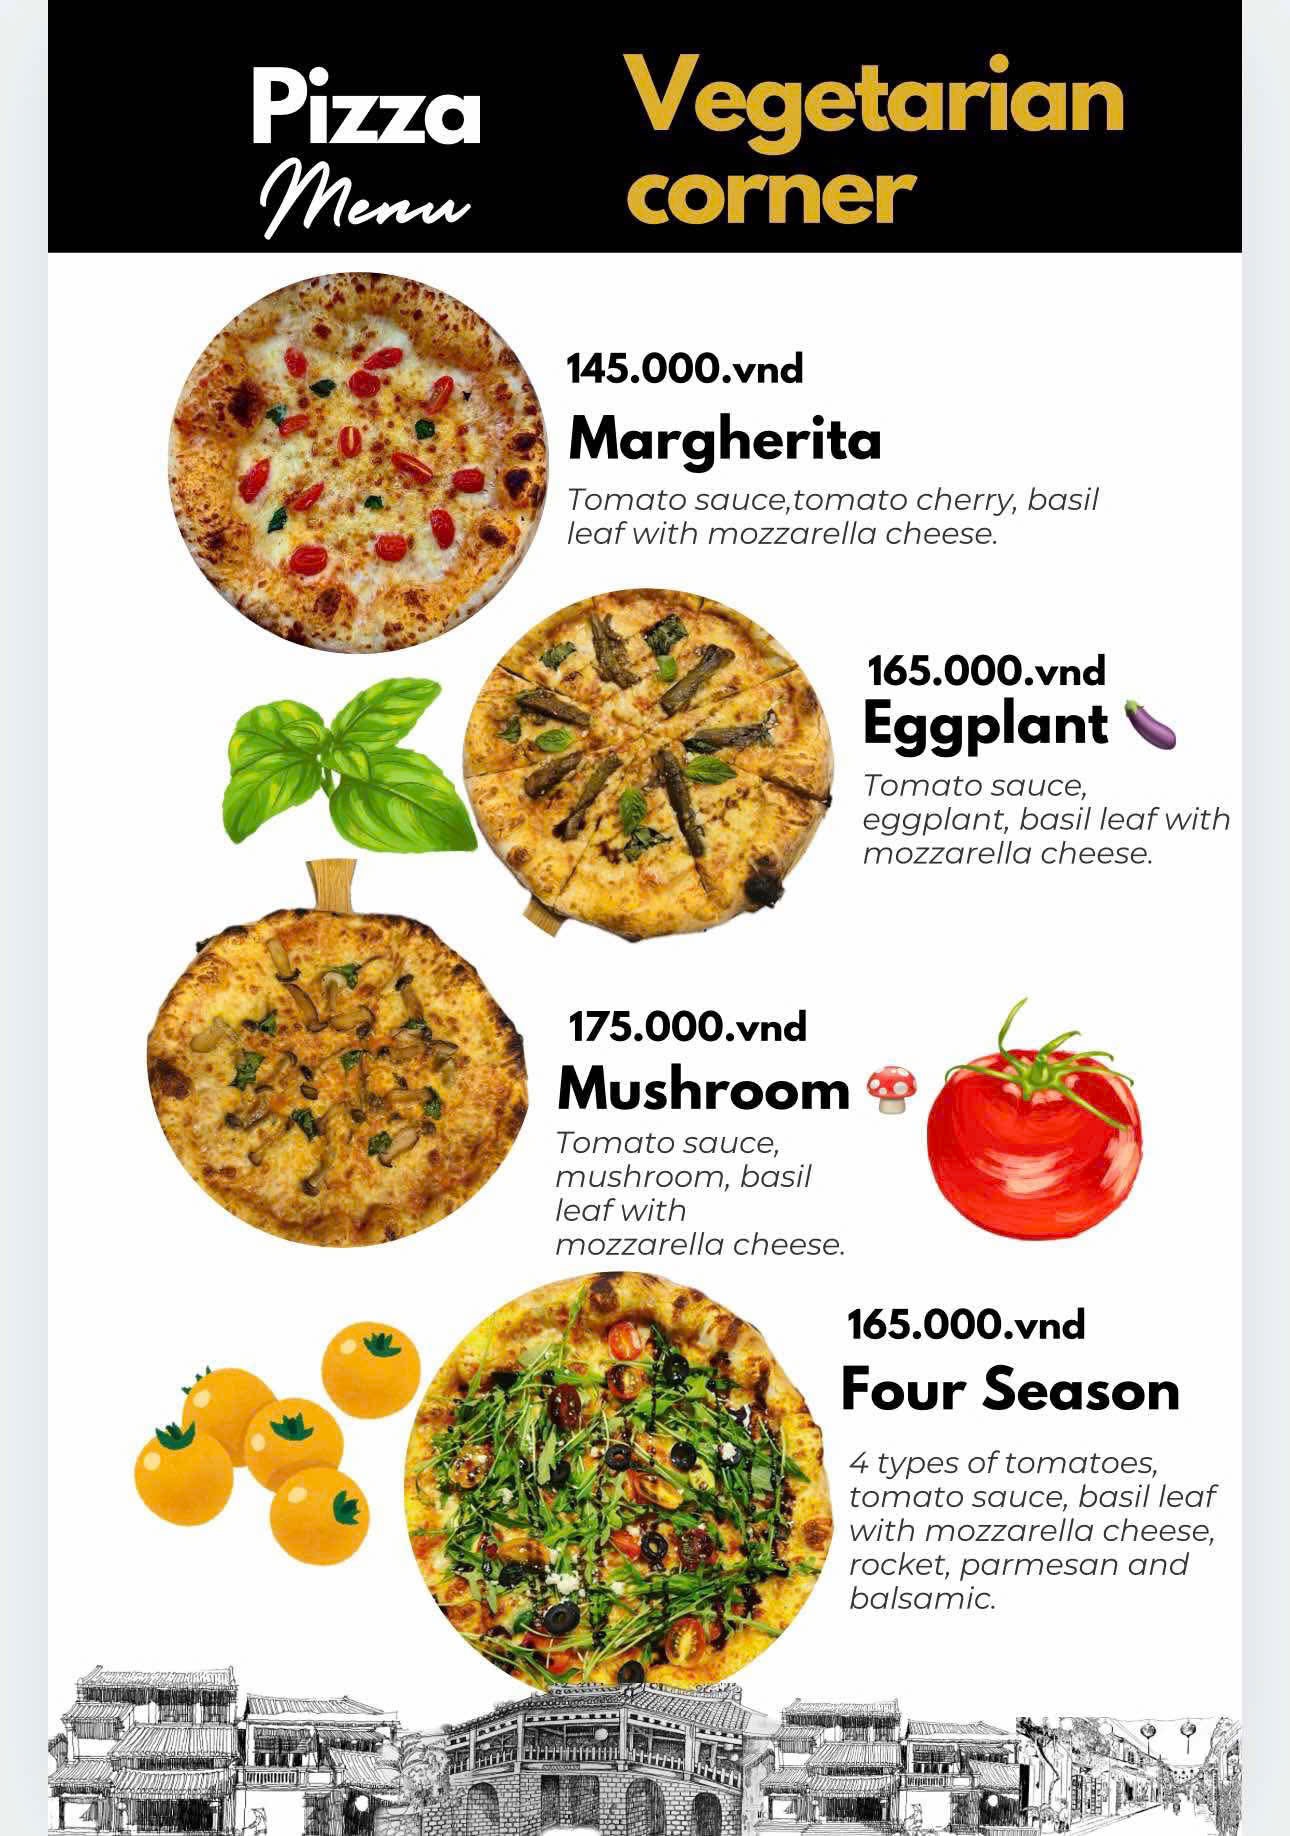 Pizza
Menu
Vegetarian
corner
145.000.vnd
Margherita
Tomato sauce,tomato cherry, basil
leaf with mozzarella cheese.
165.000.vnd
Eggplant 🍆
Tomato sauce,
eggplant, basil leaf with
mozzarella cheese.
175.000.vnd
Mushroom 🍄
Tomato sauce,
mushroom, basil
leaf with
mozzarella cheese.
165.000.vnd
Four Season
4 types of tomatoes,
tomato sauce, basil leaf
with mozzarella cheese,
rocket, parmesan and
balsamic.